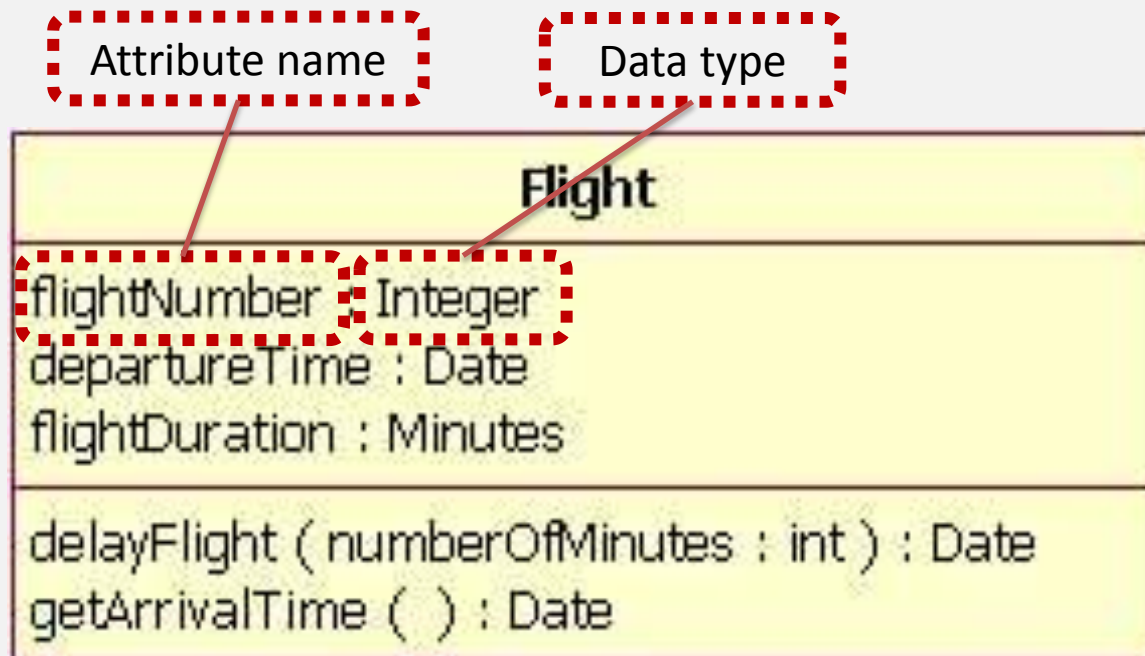 Attribute name
Data type
Flight
flightNumber : Integer
departureTime : Date
flightDuration : Minutes
delayFlight ( numberOfMinutes : int ) : Date
getArrivalTime ( ) : Date